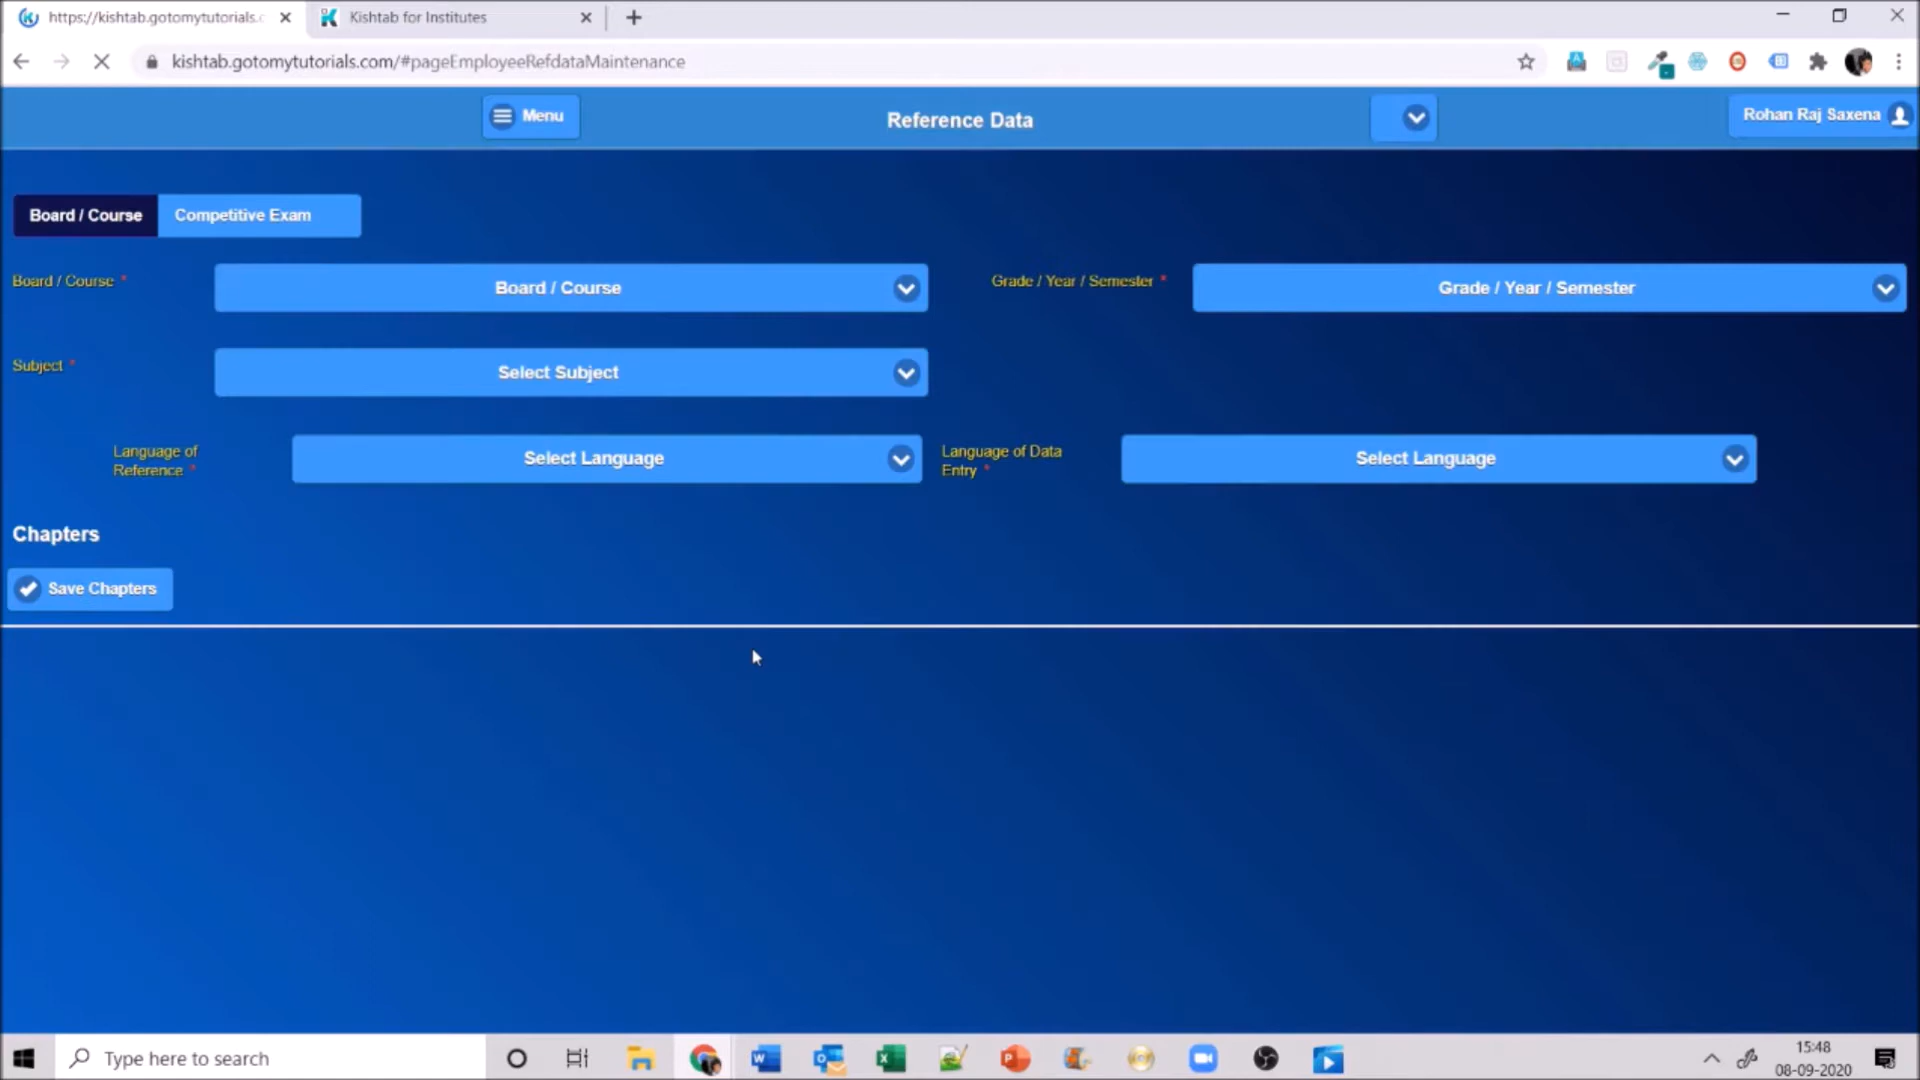 https://kishtab.gotomytutorials.c
Kishtab for Institutes
kishtab.gotomytutorials.com/#pageEmployeeRefdataMaintenance
Menu
Reference Data
Rohan Raj Saxena
Board / Course
Competitive Exam
Board / Course *
Board / Course
Grade / Year / Semester *
Grade / Year / Semester
Subject *
Select Subject
Language of
Reference *
Select Language
Language of Data
Entry *
Select Language
Chapters
Save Chapters
Type here to search
15:48
08-09-2020